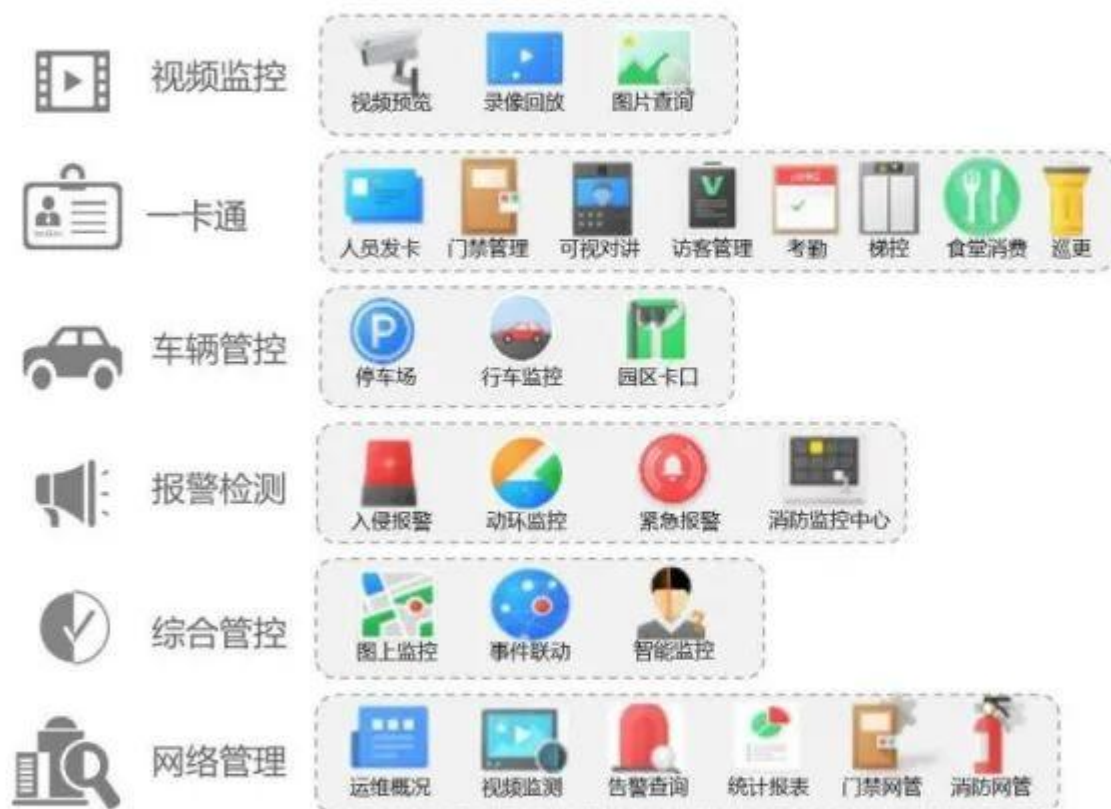 视频监控
视频预览 录像回放 图片查询
一卡通
人员发卡 门禁管理 可视对讲 访客管理 考勤 梯控 食堂消费 巡更
车辆管控
停车场 行车监控 园区卡口
报警检测
入侵报警 动环监控 紧急报警 消防监控中心
综合管控
图上监控 事件联动 智能监控
网络管理
运维概况 视频监测 告警查询 统计报表 门禁网管 消防网管